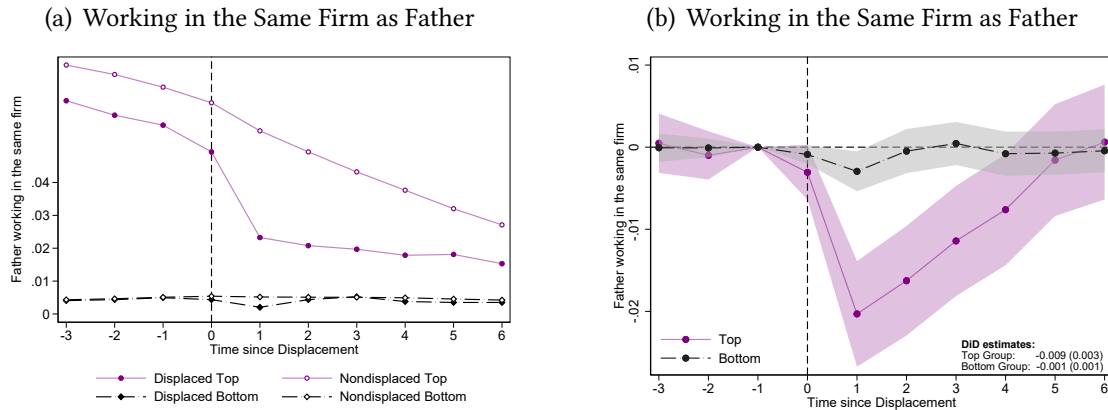 (a) Working in the Same Firm as Father
Father working in the same firm
.04
.03
.02
.01
0
-3 -2 -1 0 1 2 3 4 5 6
Time since Displacement
Displaced Top Nondisplaced Top
Displaced Bottom Nondisplaced Bottom
(b) Working in the Same Firm as Father
Father working in the same firm
.01
0
-.01
-.02
Top
Bottom
DiD estimates:
Top Group: -0.009 (0.003)
Bottom Group: -0.001 (0.001)
-3 -2 -1 0 1 2 3 4 5 6
Time since Displacement